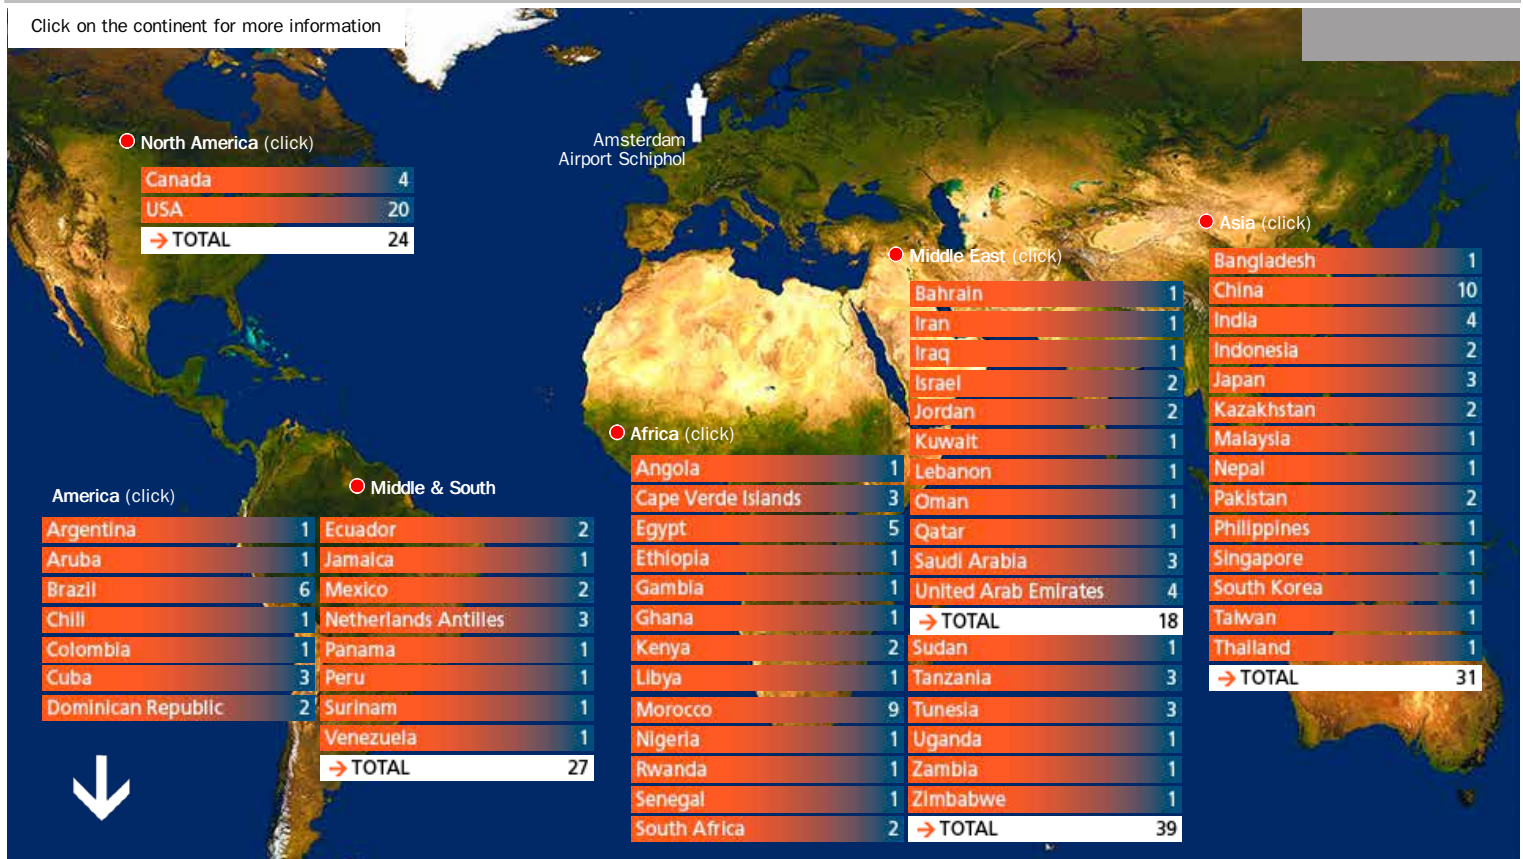 Click on the continent for more information
Amsterdam
Airport Schiphol
North America (click)
Canada 4
USA 20
→ TOTAL 24
America (click)
Middle & South
Argentina 1
Aruba 1
Brazil 6
Chili 1
Colombia 1
Cuba 3
Dominican Republic 2
Ecuador 2
Jamaica 1
Mexico 2
Netherlands Antilles 3
Panama 1
Peru 1
Surinam 1
Venezuela 1
→ TOTAL 27
Africa (click)
Angola 1
Cape Verde Islands 3
Egypt 5
Ethiopia 1
Gambia 1
Ghana 1
Kenya 2
Libya 1
Morocco 9
Nigeria 1
Rwanda 1
Senegal 1
South Africa 2
Sudan 1
Tanzania 3
Tunesia 3
Uganda 1
Zambia 1
Zimbabwe 1
→ TOTAL 39
Middle East (click)
Bahrain 1
Iran 1
Iraq 1
Israel 2
Jordan 2
Kuwait 1
Lebanon 1
Oman 1
Qatar 1
Saudi Arabia 3
United Arab Emirates 4
→ TOTAL 18
Asia (click)
Bangladesh 1
China 10
India 4
Indonesia 2
Japan 3
Kazakhstan 2
Malaysia 1
Nepal 1
Pakistan 2
Philippines 1
Singapore 1
South Korea 1
Taiwan 1
Thailand 1
→ TOTAL 31